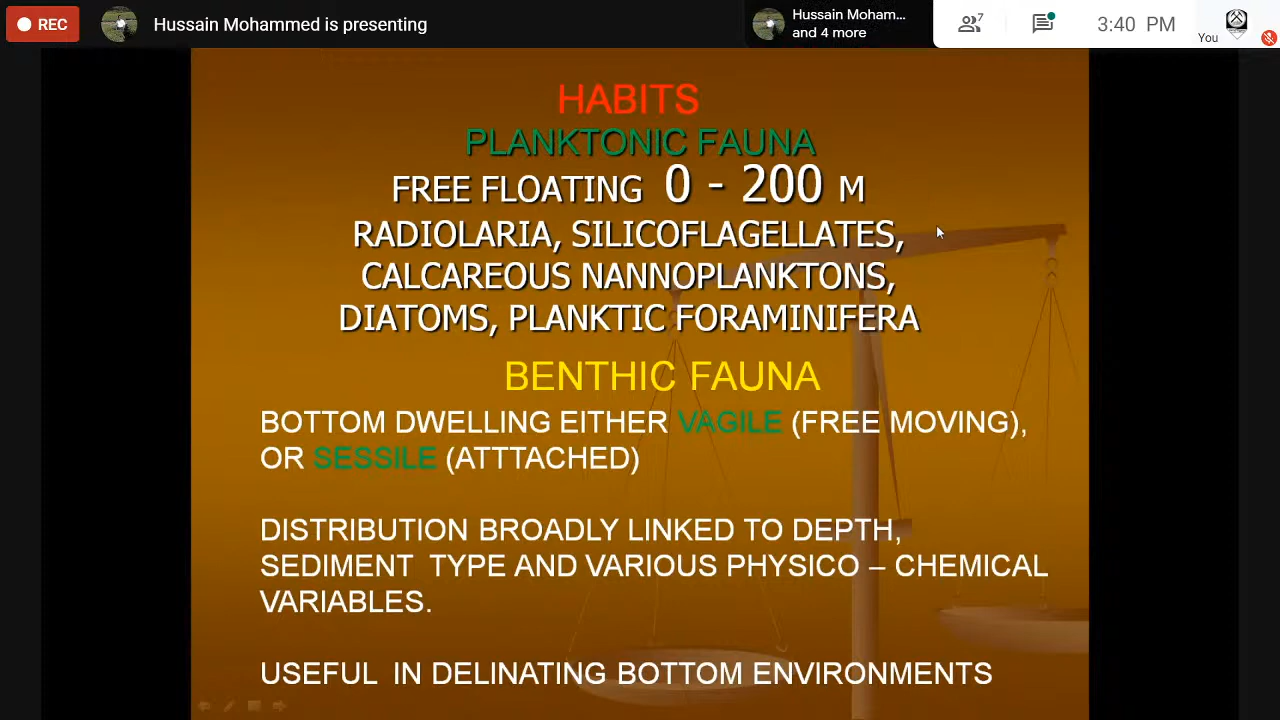 REC
Hussain Mohammed is presenting
Hussain Moham...
and 4 more
7
3:40 PM
You
HABITS
PLANKTONIC FAUNA
FREE FLOATING 0 - 200 M
RADIOLARIA, SILICOFLAGELLATES,
CALCAREOUS NANNOPLANKTONS,
DIATOMS, PLANKTIC FORAMINIFERA
BENTHIC FAUNA
BOTTOM DWELLING EITHER VAGILE (FREE MOVING),
OR SESSILE (ATTTACHED)
DISTRIBUTION BROADLY LINKED TO DEPTH,
SEDIMENT TYPE AND VARIOUS PHYSICO – CHEMICAL
VARIABLES.
USEFUL IN DELINATING BOTTOM ENVIRONMENTS